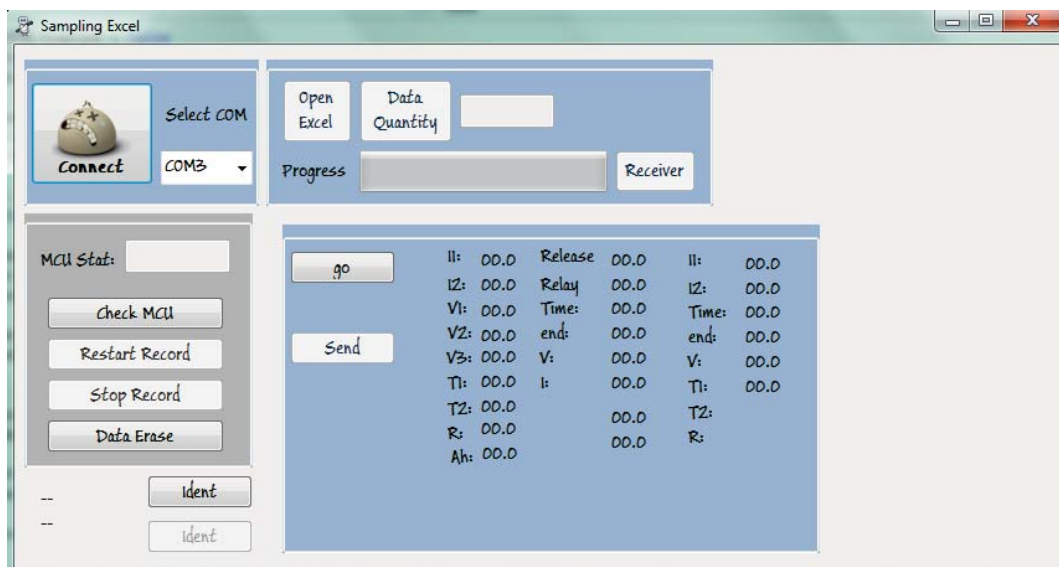 Sampling Excel
Connect
Select COM
COM3
Open
Excel
Data
Quantity
Progress
Receiver
MCU Stat:
Check MCU
Restart Record
Stop Record
Data Erase
--
Ident
--
Ident
go
Send
I1: 00.0
I2: 00.0
V1: 00.0
V2: 00.0
V3: 00.0
T1: 00.0
T2: 00.0
R: 00.0
Ah: 00.0
Release 00.0
Relay 00.0
Time: 00.0
end: 00.0
V: 00.0
I: 00.0
00.0
00.0
I1: 00.0
I2: 00.0
Time: 00.0
end: 00.0
V: 00.0
T1: 00.0
T2:
R: